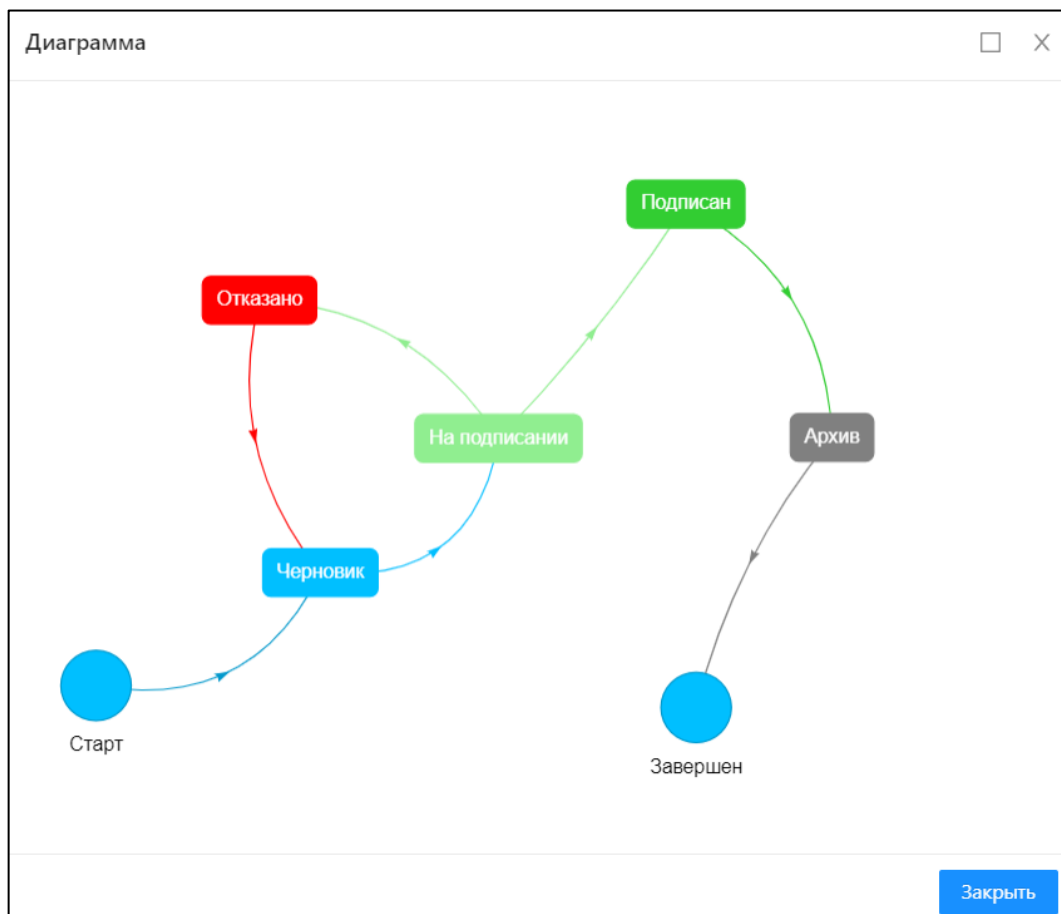 Диаграмма
Подписан
Отказано
На подписании
Архив
Черновик
Старт
Завершен
Закрыть